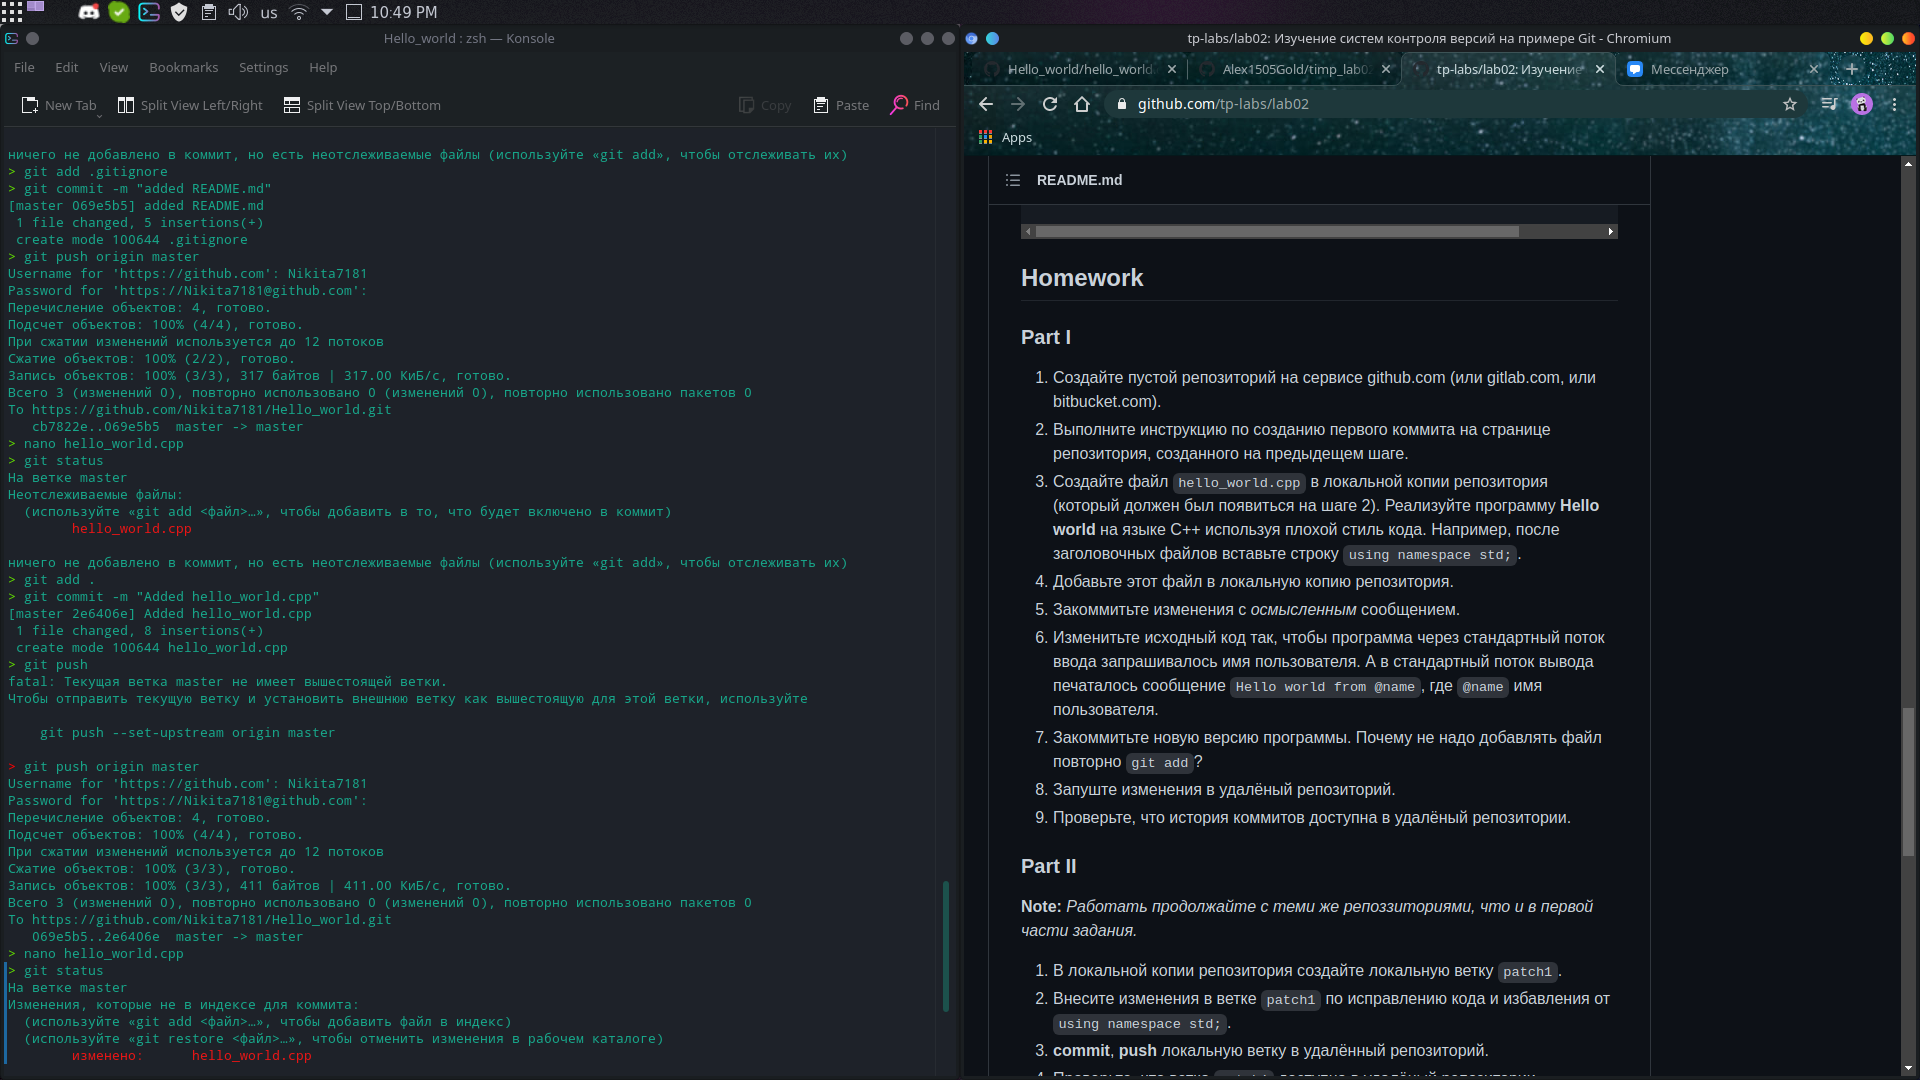 us
10:49 PM
Hello_world : zsh — Konsole
File Edit View Bookmarks Settings Help
New Tab Split View Left/Right Split View Top/Bottom Copy Paste Find
ничего не добавлено в коммит, но есть неотслеживаемые файлы (используйте «git add», чтобы отслеживать их)
> git add .gitignore
> git commit -m "added README.md"
[master 069e5b5] added README.md
1 file changed, 5 insertions(+)
create mode 100644 .gitignore
> git push origin master
Username for 'https://github.com': Nikita7181
Password for 'https://Nikita7181@github.com':
Перечисление объектов: 4, готово.
Подсчет объектов: 100% (4/4), готово.
При сжатии изменений используется до 12 потоков
Сжатие объектов: 100% (2/2), готово.
Запись объектов: 100% (3/3), 317 байтов | 317.00 КиБ/с, готово.
Всего 3 (изменений 0), повторно использовано 0 (изменений 0), повторно использовано пакетов 0
To https://github.com/Nikita7181/Hello_world.git
cb7822e..069e5b5  master -> master
> nano hello_world.cpp
> git status
На ветке master
Неотслеживаемые файлы:
(используйте «git add <файл>…», чтобы добавить в то, что будет включено в коммит)
hello_world.cpp
ничего не добавлено в коммит, но есть неотслеживаемые файлы (используйте «git add», чтобы отслеживать их)
> git add .
> git commit -m "Added hello_world.cpp"
[master 2e6406e] Added hello_world.cpp
1 file changed, 8 insertions(+)
create mode 100644 hello_world.cpp
> git push
fatal: Текущая ветка master не имеет вышестоящей ветки.
Чтобы отправить текущую ветку и установить внешнюю ветку как вышестоящую для этой ветки, используйте
git push --set-upstream origin master
> git push origin master
Username for 'https://github.com': Nikita7181
Password for 'https://Nikita7181@github.com':
Перечисление объектов: 4, готово.
Подсчет объектов: 100% (4/4), готово.
При сжатии изменений используется до 12 потоков
Сжатие объектов: 100% (3/3), готово.
Запись объектов: 100% (3/3), 411 байтов | 411.00 КиБ/с, готово.
Всего 3 (изменений 0), повторно использовано 0 (изменений 0), повторно использовано пакетов 0
To https://github.com/Nikita7181/Hello_world.git
069e5b5..2e6406e  master -> master
> nano hello_world.cpp
> git status
На ветке master
Изменения, которые не в индексе для коммита:
(используйте «git add <файл>…», чтобы добавить файл в индекс)
(используйте «git restore <файл>…», чтобы отменить изменения в рабочем каталоге)
изменено:      hello_world.cpp
tp-labs/lab02: Изучение систем контроля версий на примере Git - Chromium
Hello_world/hello_world. Alex1505Gold/timp_lab02 tp-labs/lab02: Изучение Мессенджер
github.com/tp-labs/lab02
Apps
README.md
Homework
Part I
1. Создайте пустой репозиторий на сервисе github.com (или gitlab.com, или
bitbucket.com).
2. Выполните инструкцию по созданию первого коммита на странице
репозитория, созданного на предыдещем шаге.
3. Создайте файл hello_world.cpp в локальной копии репозитория
(который должен был появиться на шаге 2). Реализуйте программу Hello
world на языке C++ используя плохой стиль кода. Например, после
заголовочных файлов вставьте строку using namespace std;.
4. Добавьте этот файл в локальную копию репозитория.
5. Закоммитьте изменения с осмысленным сообщением.
6. Изменитьте исходный код так, чтобы программа через стандартный поток
ввода запрашивалось имя пользователя. А в стандартный поток вывода
печаталось сообщение Hello world from @name, где @name имя
пользователя.
7. Закоммитьте новую версию программы. Почему не надо добавлять файл
повторно git add?
8. Запуште изменения в удалёный репозиторий.
9. Проверьте, что история коммитов доступна в удалёный репозитории.
Part II
Note: Работать продолжайте с теми же репоззиториями, что и в первой
части задания.
1. В локальной копии репозитория создайте локальную ветку patch1.
2. Внесите изменения в ветке patch1 по исправлению кода и избавления от
using namespace std;.
3. commit, push локальную ветку в удалённый репозиторий.